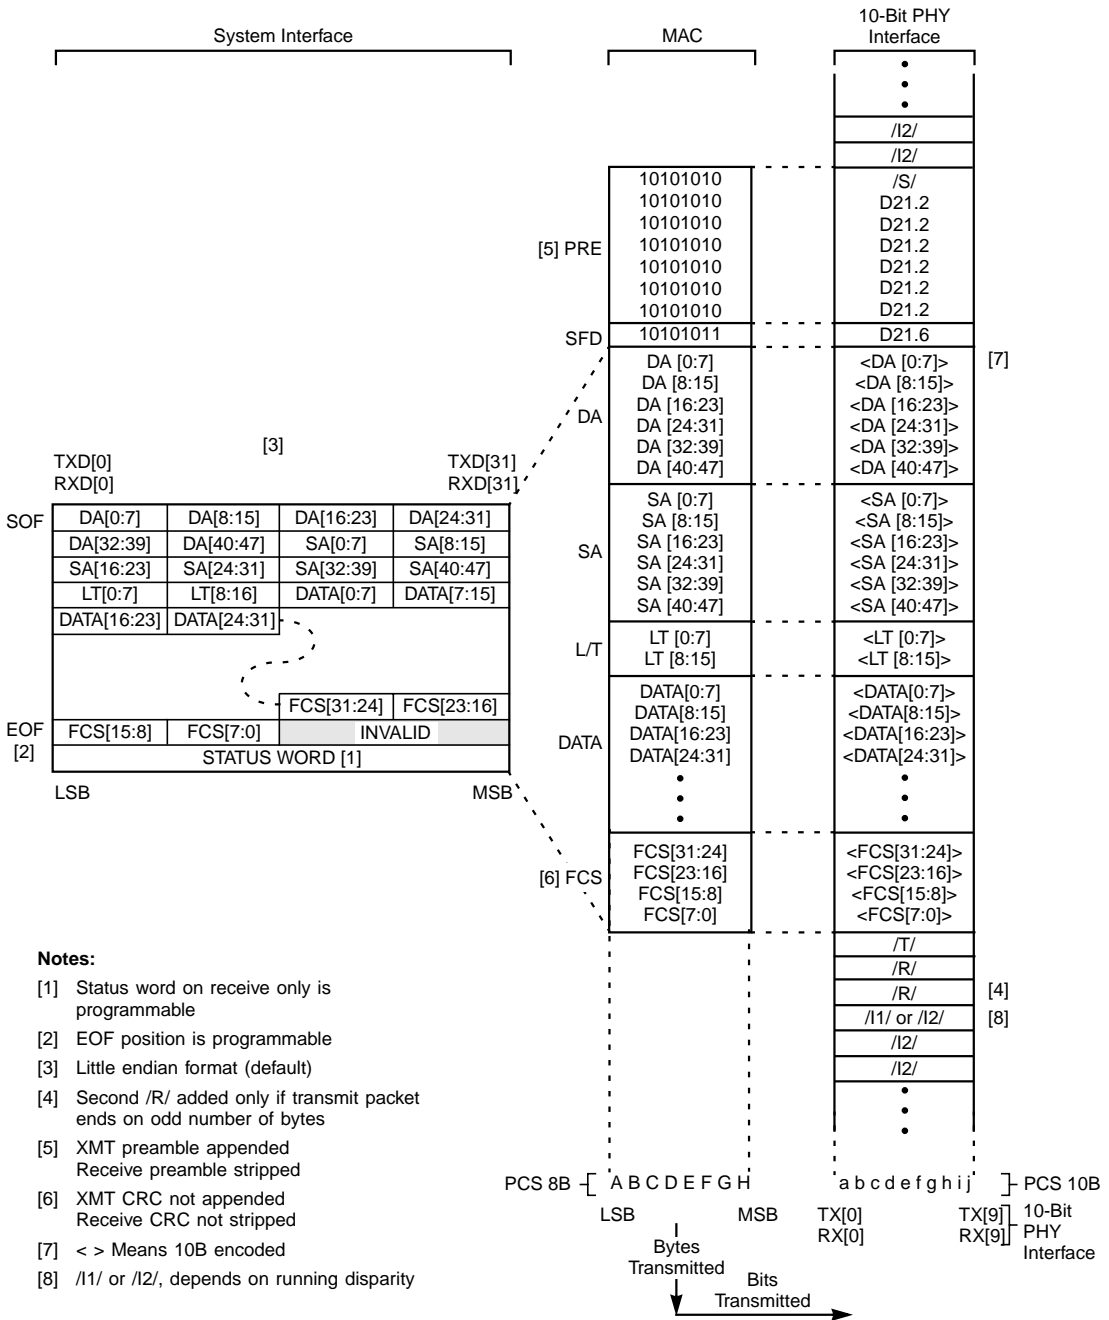 System Interface
MAC
10-Bit PHY
Interface
/I2/
/I2/
[5] PRE
10101010
10101010
10101010
10101010
10101010
10101010
10101010
/S/
D21.2
D21.2
D21.2
D21.2
D21.2
D21.2
SFD
10101011
D21.6
DA
DA [0:7]
DA [8:15]
DA [16:23]
DA [24:31]
DA [32:39]
DA [40:47]
<DA [0:7]>
<DA [8:15]>
<DA [16:23]>
<DA [24:31]>
<DA [32:39]>
<DA [40:47]>
[7]
SA
SA [0:7]
SA [8:15]
SA [16:23]
SA [24:31]
SA [32:39]
SA [40:47]
<SA [0:7]>
<SA [8:15]>
<SA [16:23]>
<SA [24:31]>
<SA [32:39]>
<SA [40:47]>
L/T
LT [0:7]
LT [8:15]
<LT [0:7]>
<LT [8:15]>
DATA
DATA[0:7]
DATA[8:15]
DATA[16:23]
DATA[24:31]
<DATA[0:7]>
<DATA[8:15]>
<DATA[16:23]>
<DATA[24:31]>
[6] FCS
FCS[31:24]
FCS[23:16]
FCS[15:8]
FCS[7:0]
<FCS[31:24]>
<FCS[23:16]>
<FCS[15:8]>
<FCS[7:0]>
/T/
/R/
/R/ [4]
/I1/ or /I2/ [8]
/I2/
/I2/
[3]
TXD[0] TXD[31]
RXD[0] RXD[31]
SOF DA[0:7] DA[8:15] DA[16:23] DA[24:31]
DA[32:39] DA[40:47] SA[0:7] SA[8:15]
SA[16:23] SA[24:31] SA[32:39] SA[40:47]
LT[0:7] LT[8:16] DATA[0:7] DATA[7:15]
DATA[16:23] DATA[24:31]
FCS[31:24] FCS[23:16]
EOF FCS[15:8] FCS[7:0] INVALID
[2] STATUS WORD [1]
LSB MSB
Notes:
[1] Status word on receive only is
programmable
[2] EOF position is programmable
[3] Little endian format (default)
[4] Second /R/ added only if transmit packet
ends on odd number of bytes
[5] XMT preamble appended
Receive preamble stripped
[6] XMT CRC not appended
Receive CRC not stripped
[7] < > Means 10B encoded
[8] /I1/ or /I2/, depends on running disparity
PCS 8B A B C D E F G H
LSB MSB
Bytes
Transmitted
Bits
Transmitted
a b c d e f g h i j PCS 10B
TX[0] TX[9]
RX[0] RX[9]
10-Bit
PHY
Interface